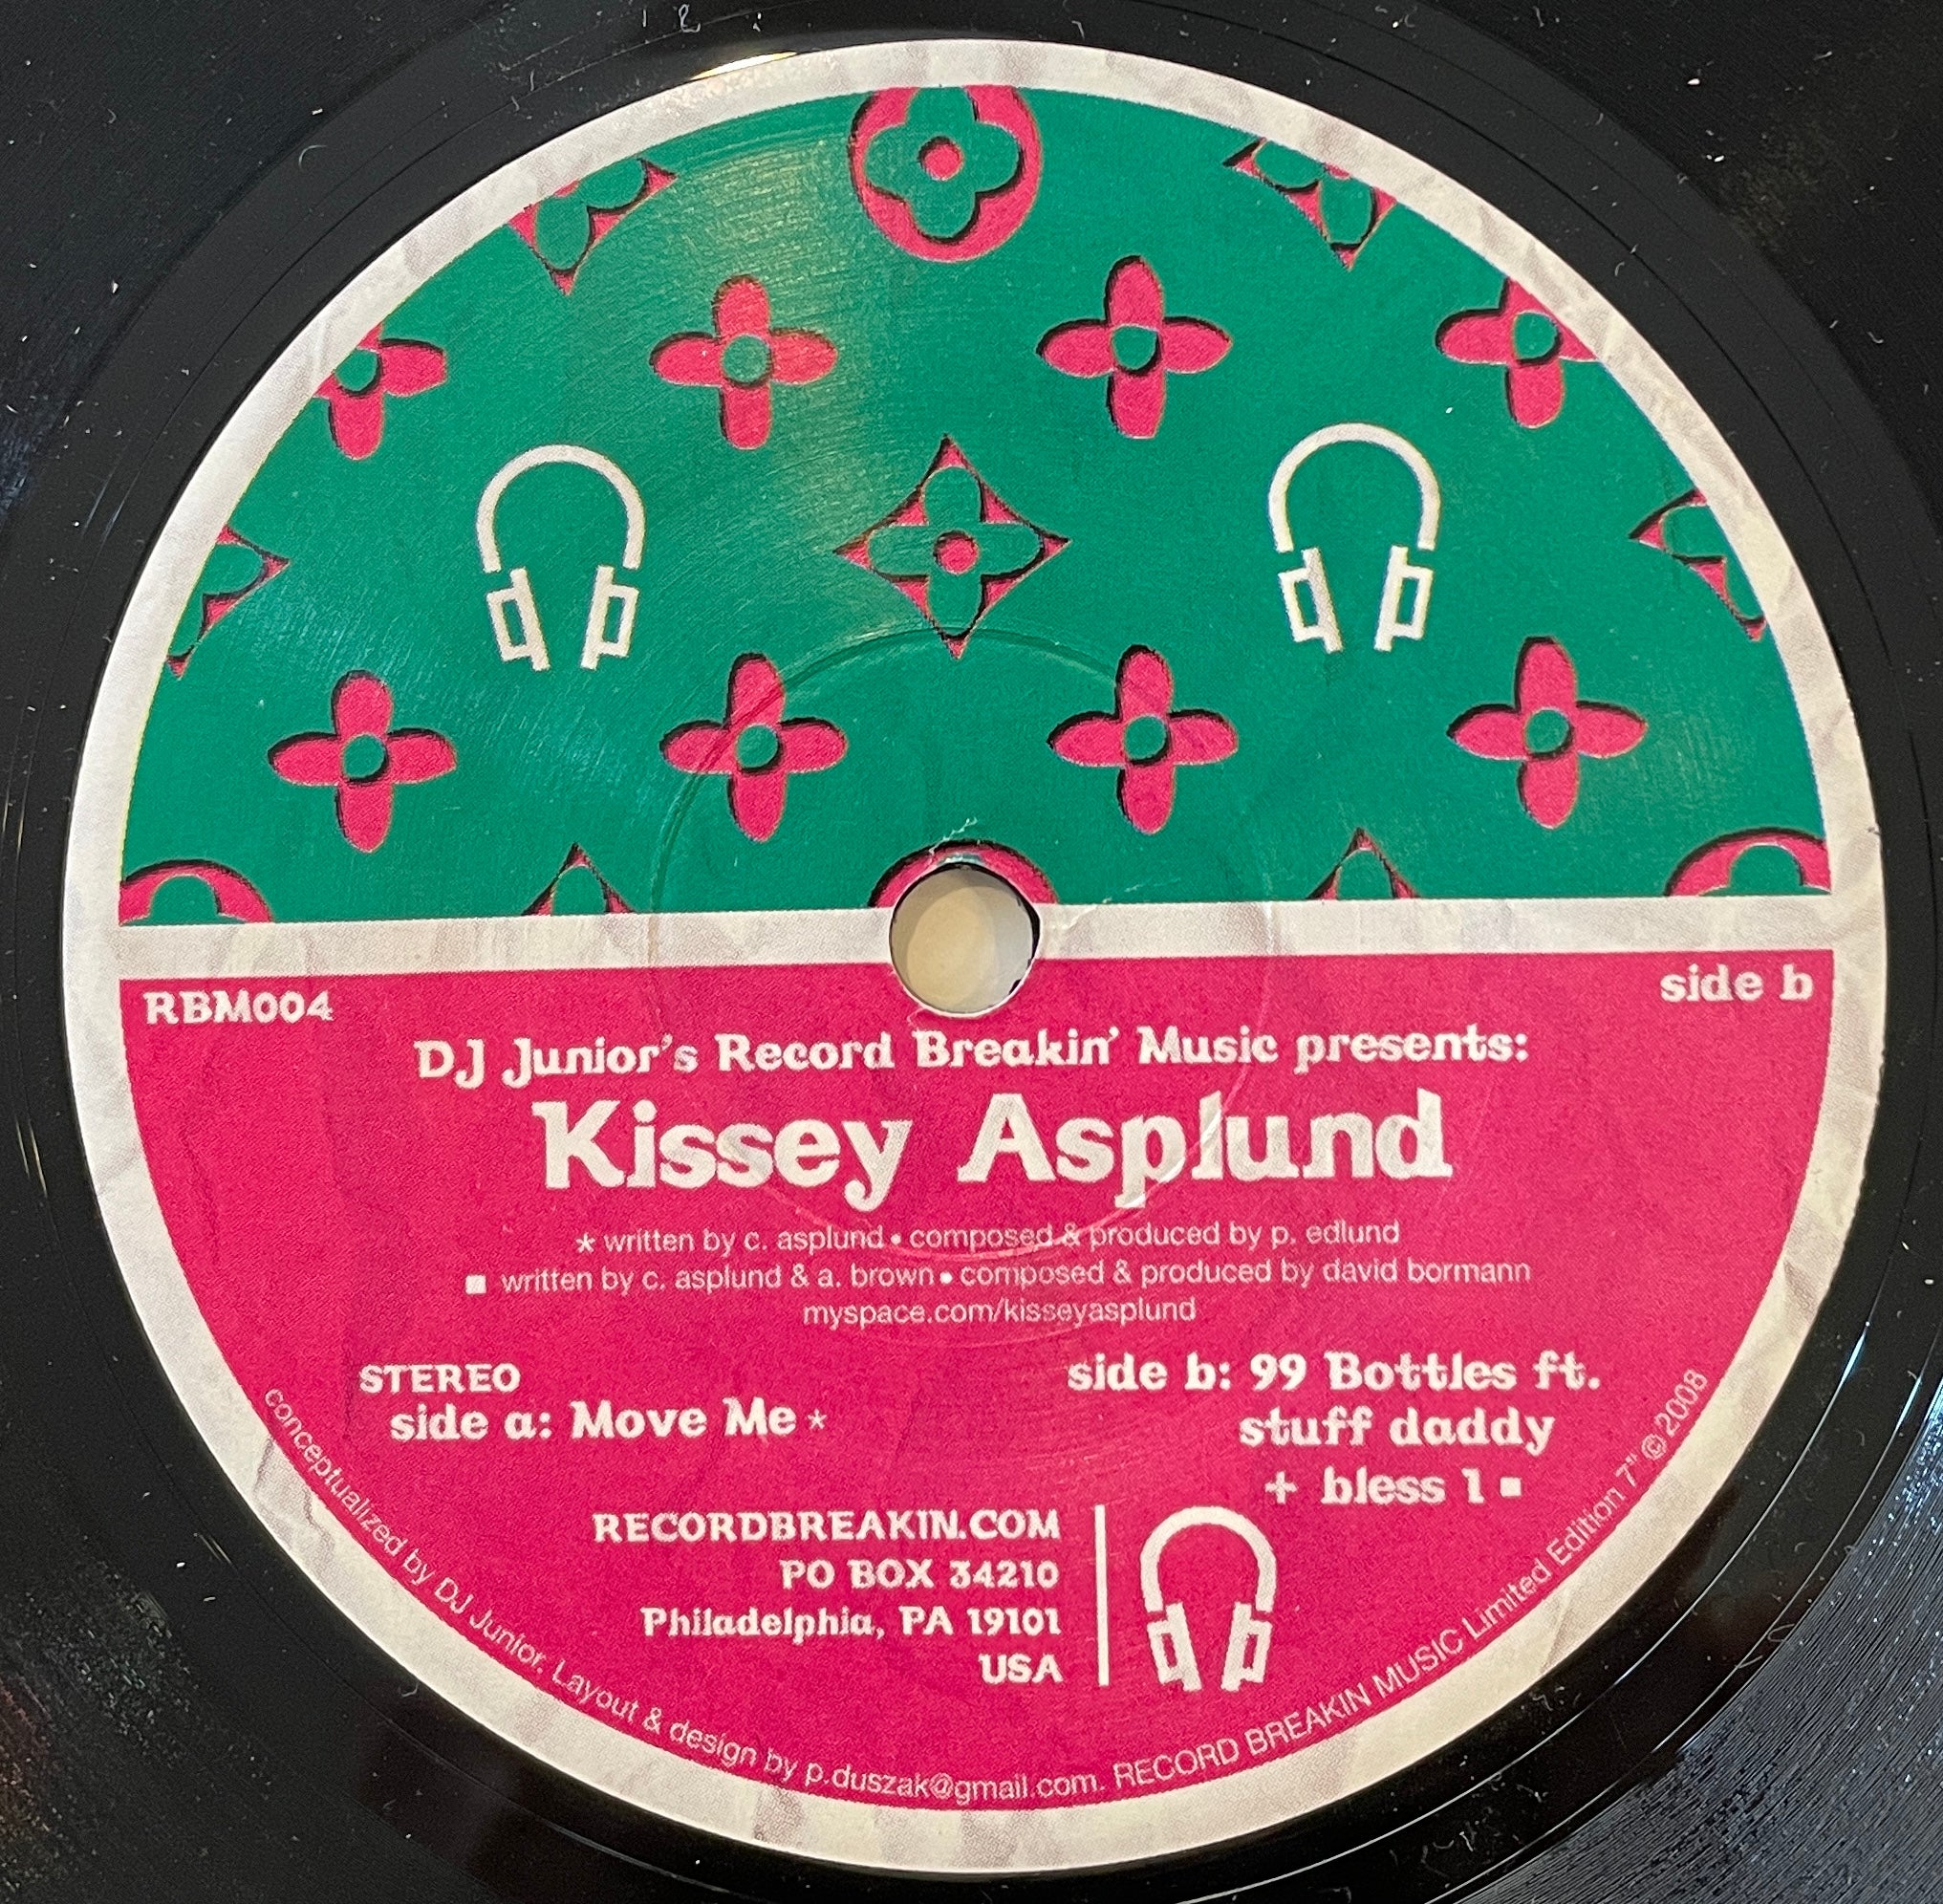 RBM004
side b
DJ Junior's Record Breakin' Music presents:
Kissey Asplund
* written by c. asplund • composed & produced by p. edlund
■ written by c. asplund & a. brown • composed & produced by david bormann
myspace.com/kisseyasplund
STEREO
side a: Move Me *
side b: 99 Bottles ft.
stuff daddy
+ bless 1 ■
RECORDBREAKIN.COM
PO BOX 34210
Philadelphia, PA 19101
USA
conceptualized by DJ Junior. Layout & design by p.duszak@gmail.com. RECORD BREAKIN MUSIC Limited Edition 7" © 2008